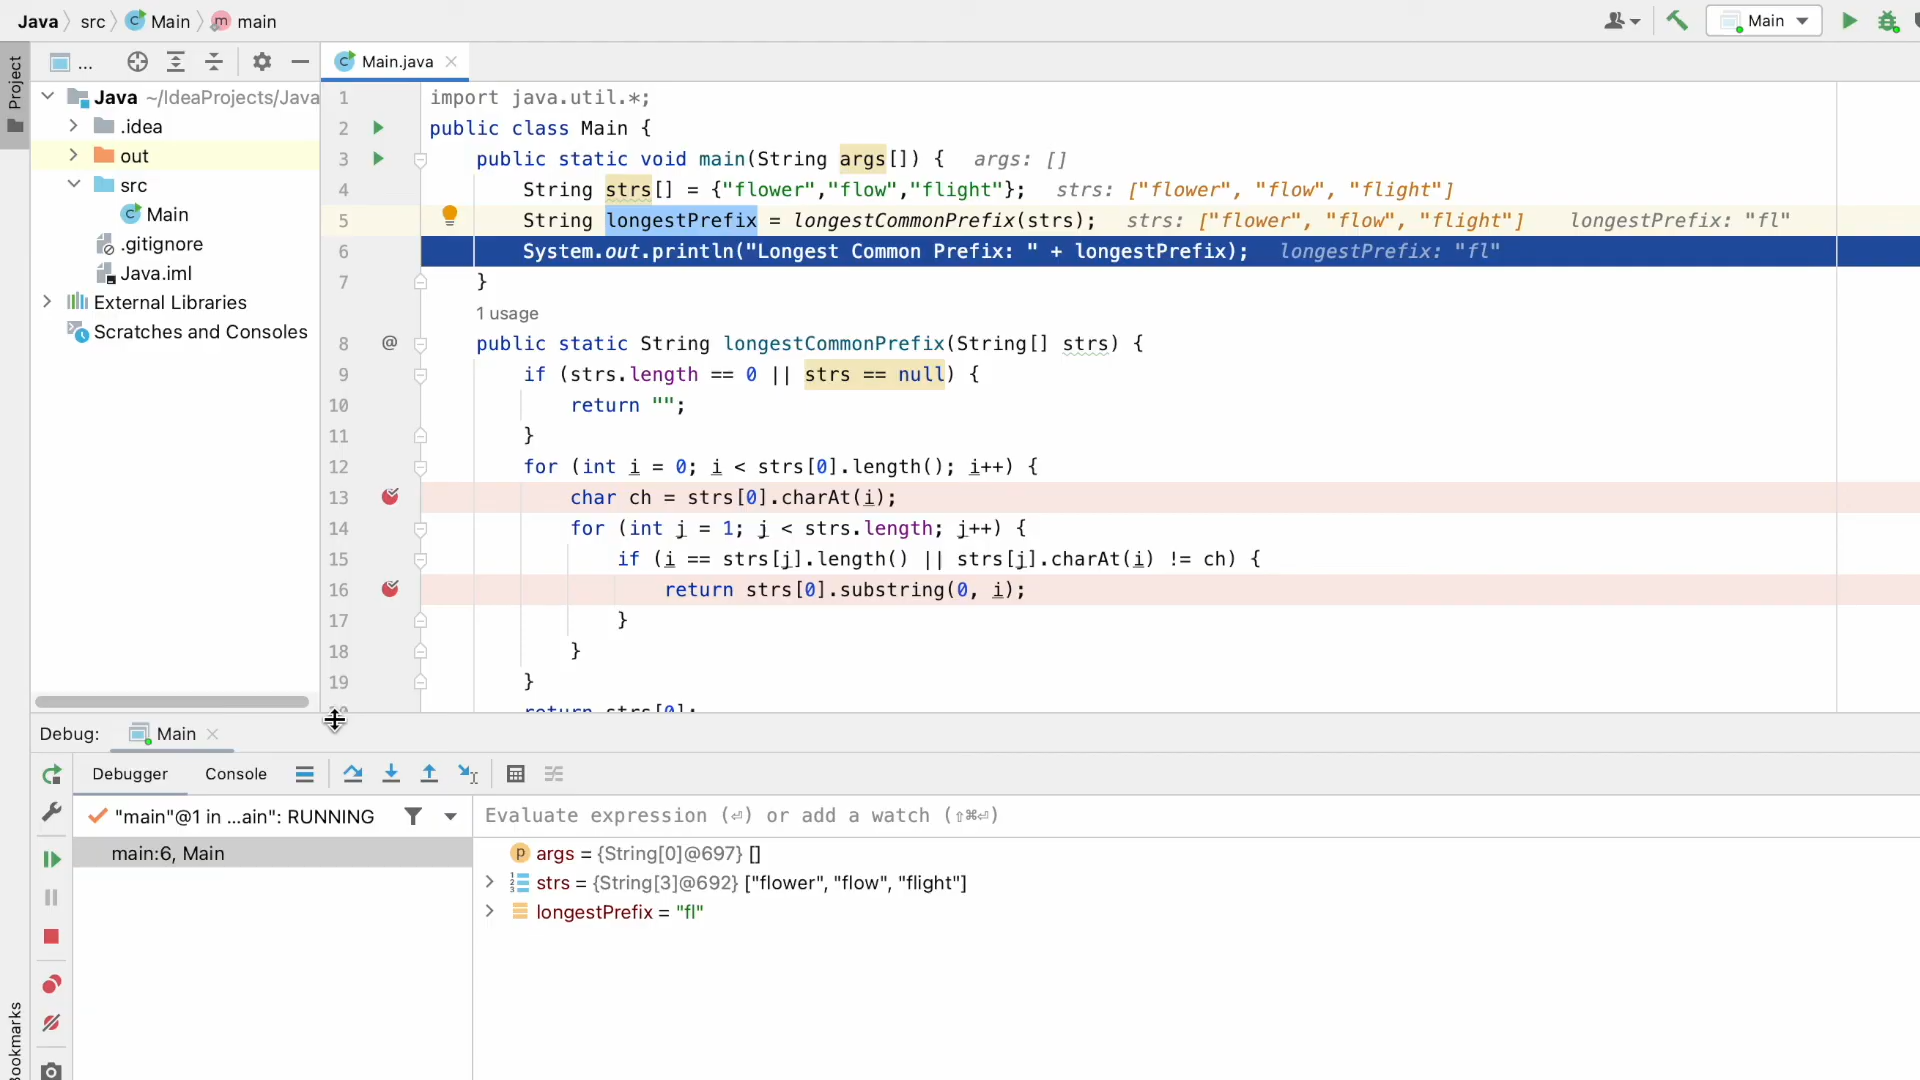 Java src Main main Main
Project
...
Main.java
Java ~/IdeaProjects/Java
.idea
out
src
Main
.gitignore
Java.iml
External Libraries
Scratches and Consoles
1 import java.util.*;
2 public class Main {
3 public static void main(String args[]) { args: []
4 String strs[] = {"flower","flow","flight"}; strs: ["flower", "flow", "flight"]
5 String longestPrefix = longestCommonPrefix(strs); strs: ["flower", "flow", "flight"] longestPrefix: "fl"
6 System.out.println("Longest Common Prefix: " + longestPrefix); longestPrefix: "fl"
7 }
1 usage
8 @ public static String longestCommonPrefix(String[] strs) {
9 if (strs.length == 0 || strs == null) {
10 return "";
11 }
12 for (int i = 0; i < strs[0].length(); i++) {
13 char ch = strs[0].charAt(i);
14 for (int j = 1; j < strs.length; j++) {
15 if (i == strs[j].length() || strs[j].charAt(i) != ch) {
16 return strs[0].substring(0, i);
17 }
18 }
19 }
return strs[0];
Debug: Main
Debugger Console
"main"@1 in ...ain": RUNNING
main:6, Main
Evaluate expression (⏎) or add a watch (⇧⌘⏎)
args = {String[0]@697} []
strs = {String[3]@692} ["flower", "flow", "flight"]
longestPrefix = "fl"
Bookmarks